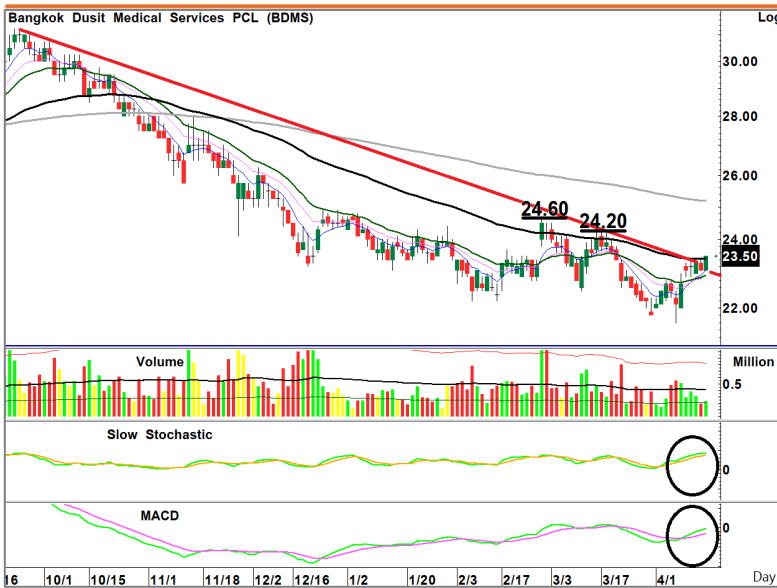 Bangkok Dusit Medical Services PCL (BDMS)
Log
30.00
28.00
26.00
24.60
24.20
24.00
23.50
22.00
Volume
Million
0.5
Slow Stochastic
0
MACD
0
16 10/1 10/15 11/1 11/18 12/2 12/16 1/2 1/20 2/3 2/17 3/3 3/17 4/1 Day